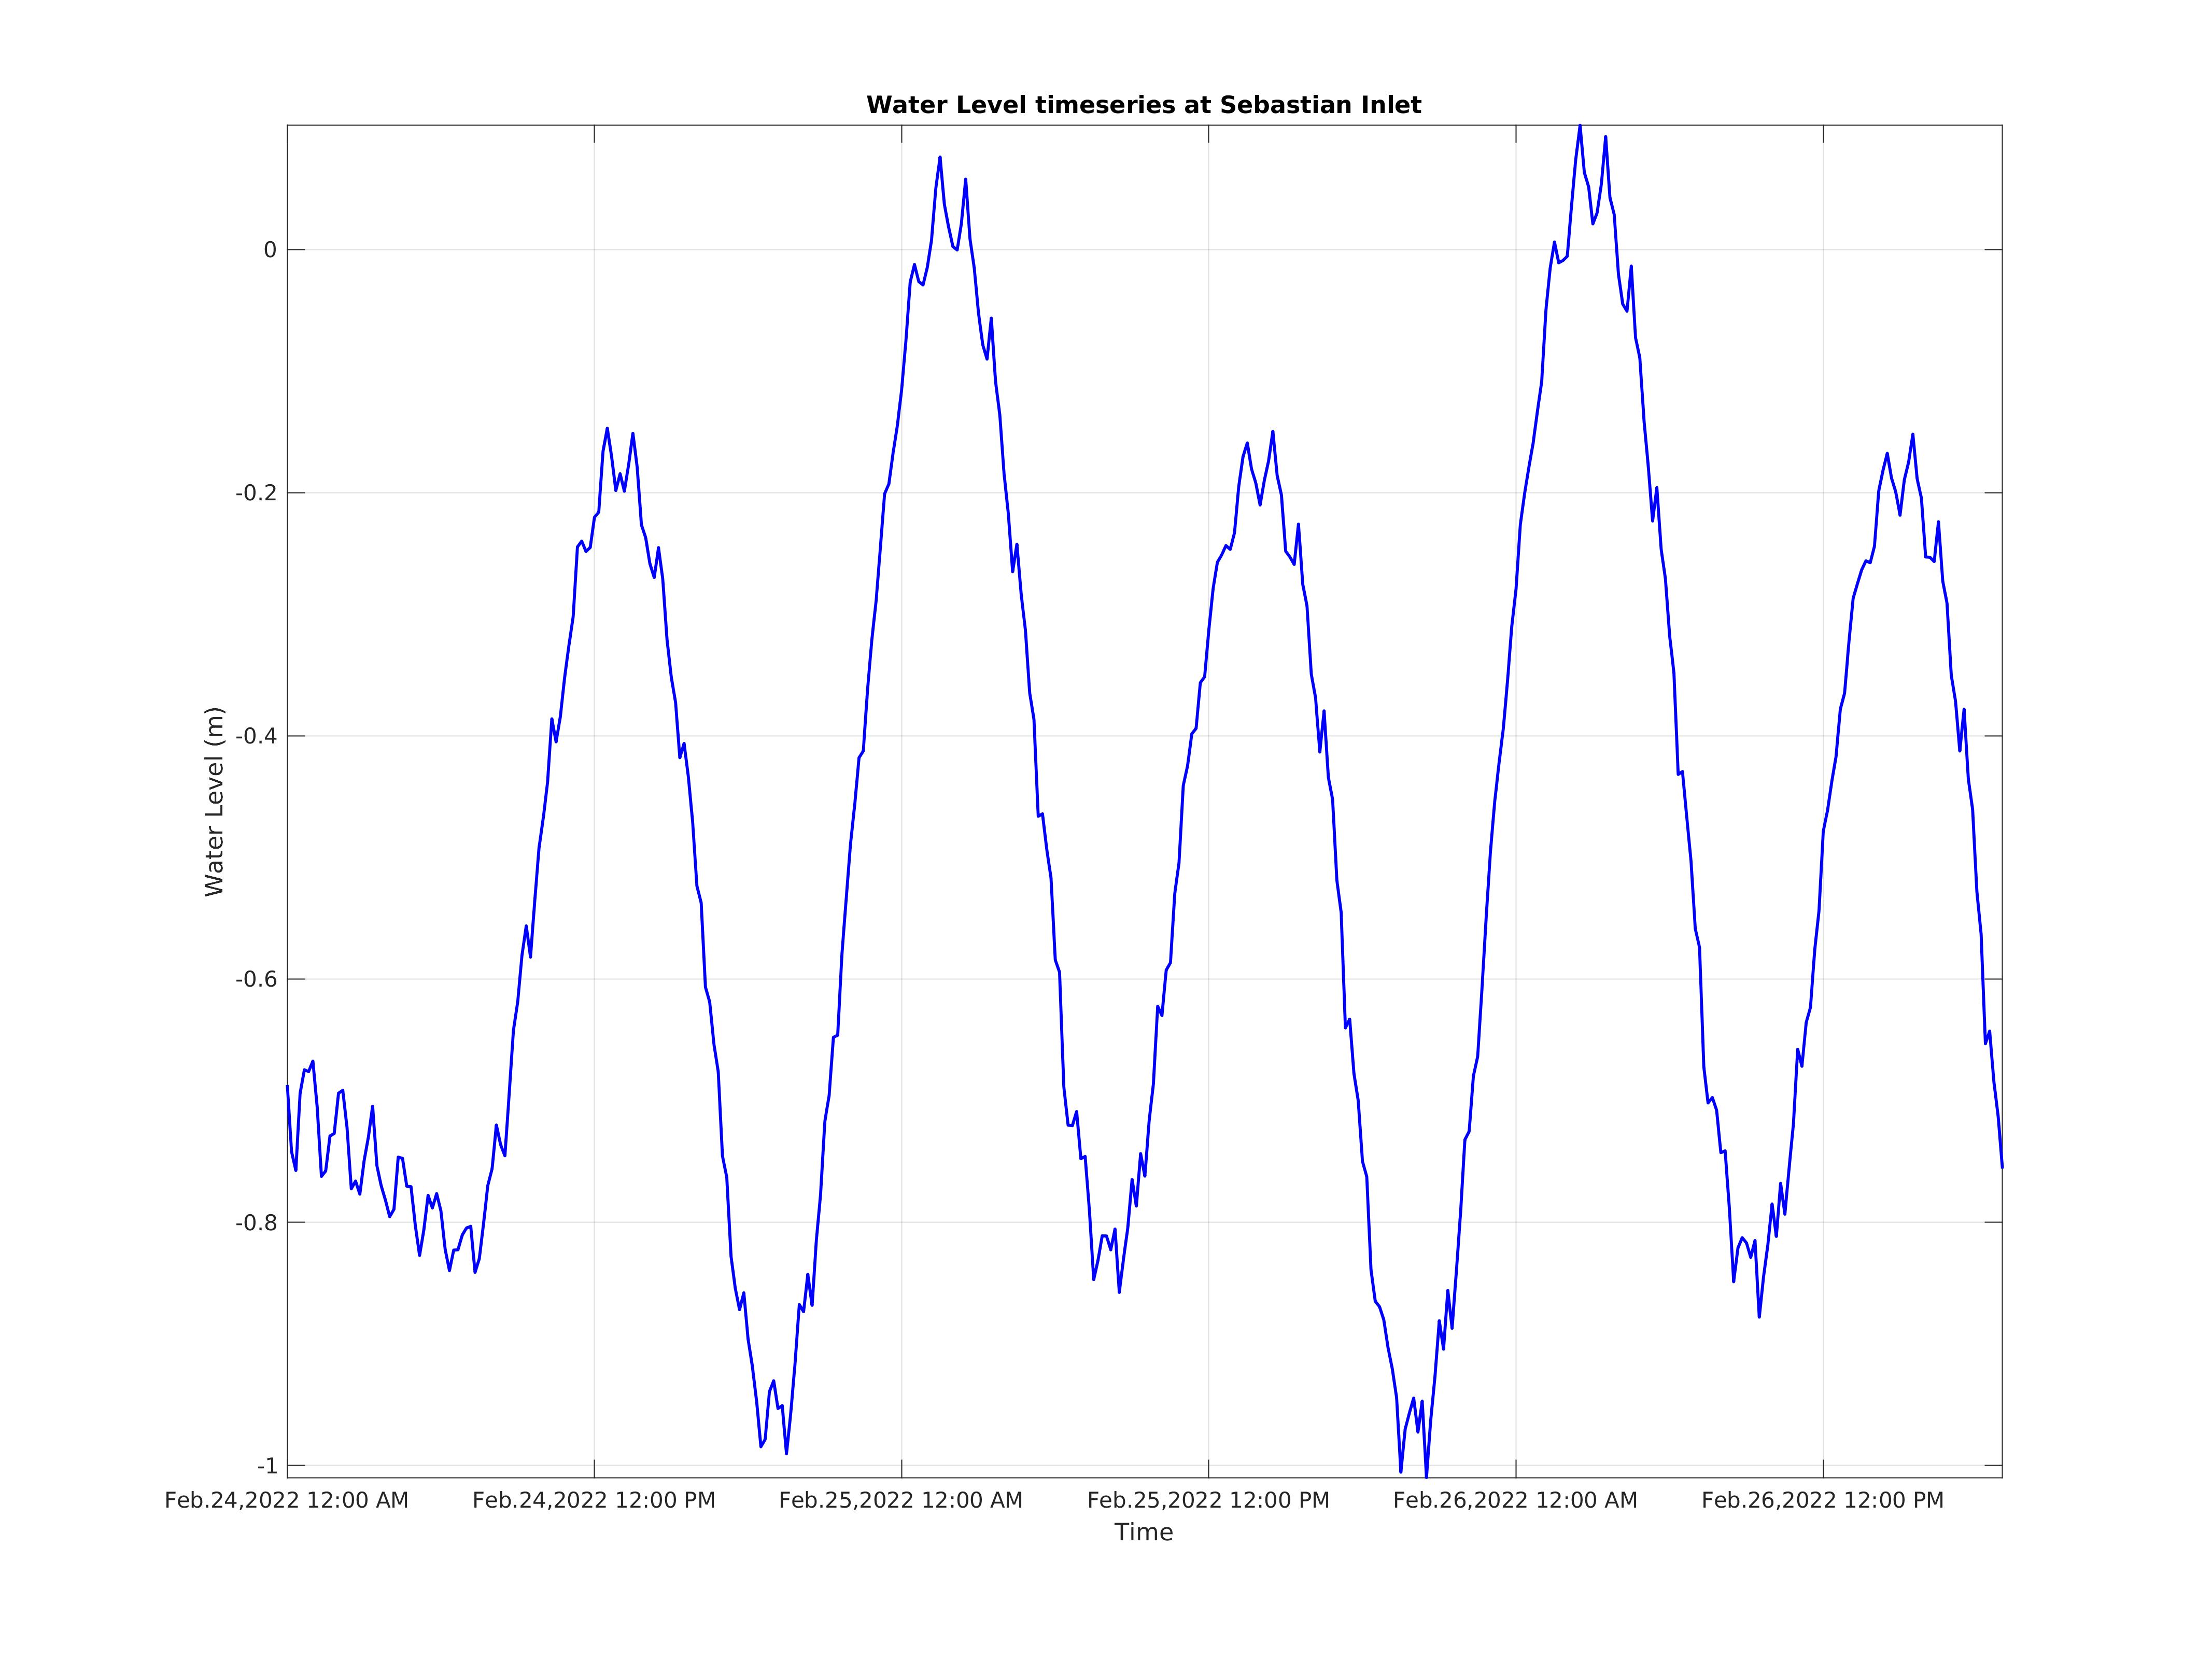 Water Level timeseries at Sebastian Inlet
0
-0.2
-0.4
-0.6
-0.8
-1
Water Level (m)
Feb.24,2022 12:00 AM Feb.24,2022 12:00 PM Feb.25,2022 12:00 AM Feb.25,2022 12:00 PM Feb.26,2022 12:00 AM Feb.26,2022 12:00 PM
Time